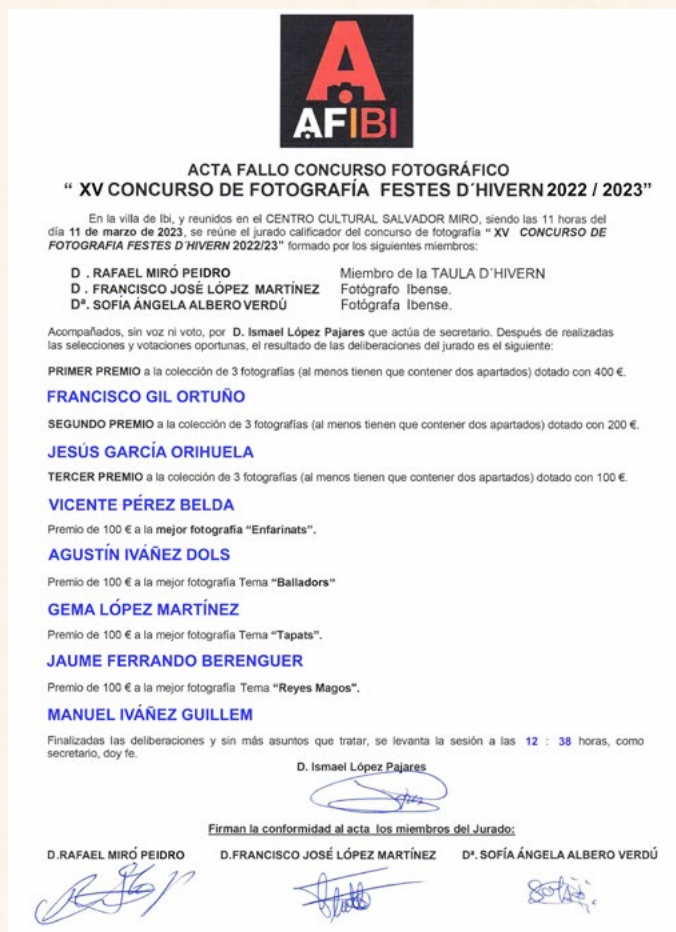 AFIBI
ACTA FALLO CONCURSO FOTOGRÁFICO
“ XV CONCURSO DE FOTOGRAFÍA FESTES D´HIVERN 2022 / 2023”
En la villa de Ibi, y reunidos en el CENTRO CULTURAL SALVADOR MIRO, siendo las 11 horas del
día 11 de marzo de 2023, se reúne el jurado calificador del concurso de fotografía “ XV CONCURSO DE
FOTOGRAFIA FESTES D´HIVERN 2022/23” formado por los siguientes miembros:
D . RAFAEL MIRÓ PEIDRO Miembro de la TAULA D´HIVERN
D . FRANCISCO JOSÉ LÓPEZ MARTÍNEZ Fotógrafo Ibense.
Dª. SOFÍA ÁNGELA ALBERO VERDÚ Fotógrafa Ibense.
Acompañados, sin voz ni voto, por D. Ismael López Pajares que actúa de secretario. Después de realizadas
las selecciones y votaciones oportunas, el resultado de las deliberaciones del jurado es el siguiente:
PRIMER PREMIO a la colección de 3 fotografías (al menos tienen que contener dos apartados) dotado con 400 €.
FRANCISCO GIL ORTUÑO
SEGUNDO PREMIO a la colección de 3 fotografías (al menos tienen que contener dos apartados) dotado con 200 €.
JESÚS GARCÍA ORIHUELA
TERCER PREMIO a la colección de 3 fotografías (al menos tienen que contener dos apartados) dotado con 100 €.
VICENTE PÉREZ BELDA
Premio de 100 € a la mejor fotografía “Enfarinats”.
AGUSTÍN IVÁÑEZ DOLS
Premio de 100 € a la mejor fotografía Tema “Balladors”
GEMA LÓPEZ MARTÍNEZ
Premio de 100 € a la mejor fotografía Tema “Tapats”.
JAUME FERRANDO BERENGUER
Premio de 100 € a la mejor fotografía Tema “Reyes Magos”.
MANUEL IVÁÑEZ GUILLEM
Finalizadas las deliberaciones y sin más asuntos que tratar, se levanta la sesión a las 12 : 38 horas, como
secretario, doy fe.
D. Ismael López Pajares
Firman la conformidad al acta los miembros del Jurado:
D.RAFAEL MIRÓ PEIDRO D.FRANCISCO JOSÉ LÓPEZ MARTÍNEZ Dª. SOFÍA ÁNGELA ALBERO VERDÚ